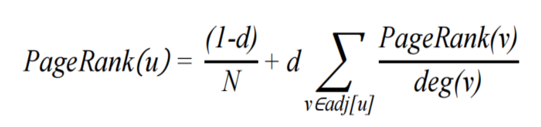 PageRank(u) = (1-d)/N + d ∑ v∈adj[u] PageRank(v)/deg(v)